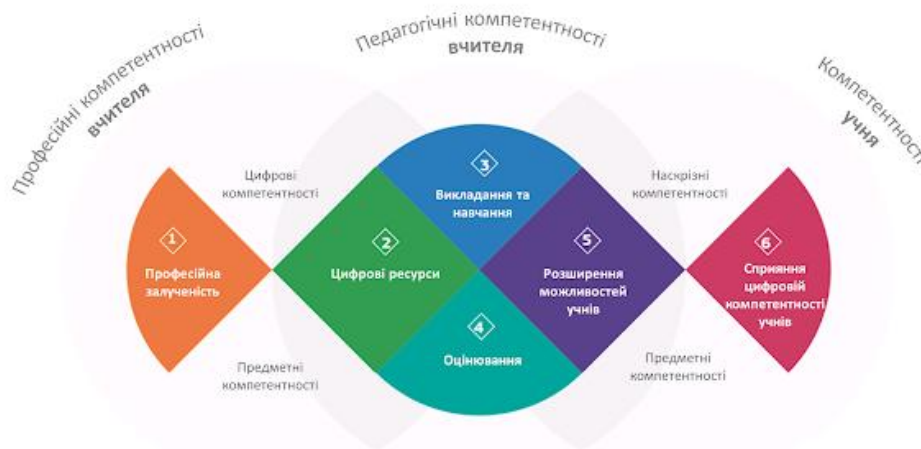 Професійні компетентності
вчителя
Педагогічні компетентності
вчителя
Компетентності
учня
Цифрові
компетентності
Наскрізні
компетентності
1
Професійна
залученість
2
Цифрові ресурси
3
Викладання та
навчання
4
Оцінювання
5
Розширення
можливостей
учнів
6
Сприяння
цифровій
компетентності
учнів
Предметні
компетентності
Предметні
компетентності